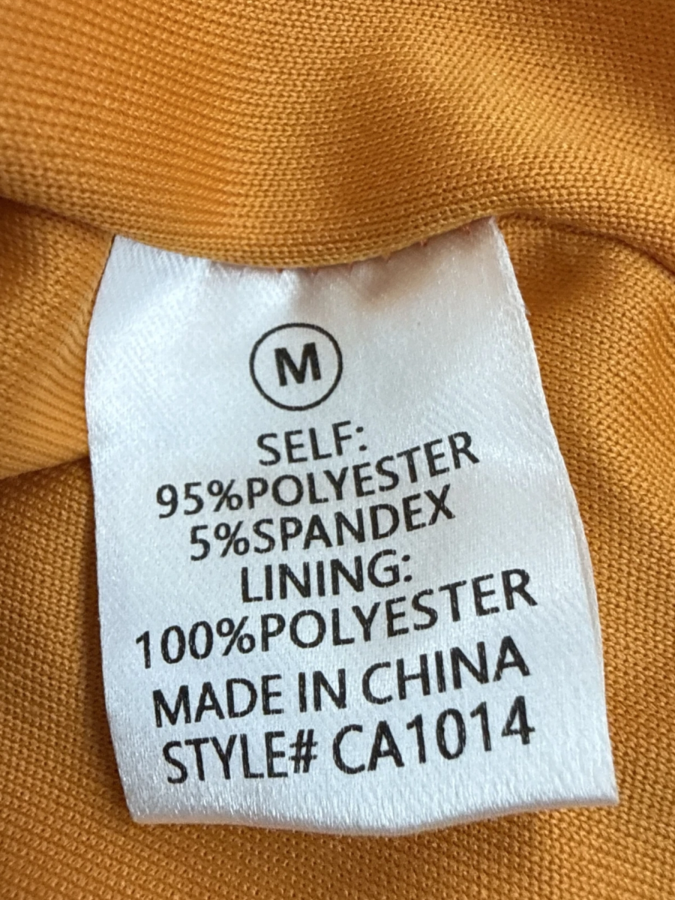 M
SELF:
95%POLYESTER
5%SPANDEX
LINING:
100%POLYESTER
MADE IN CHINA
STYLE# CA1014